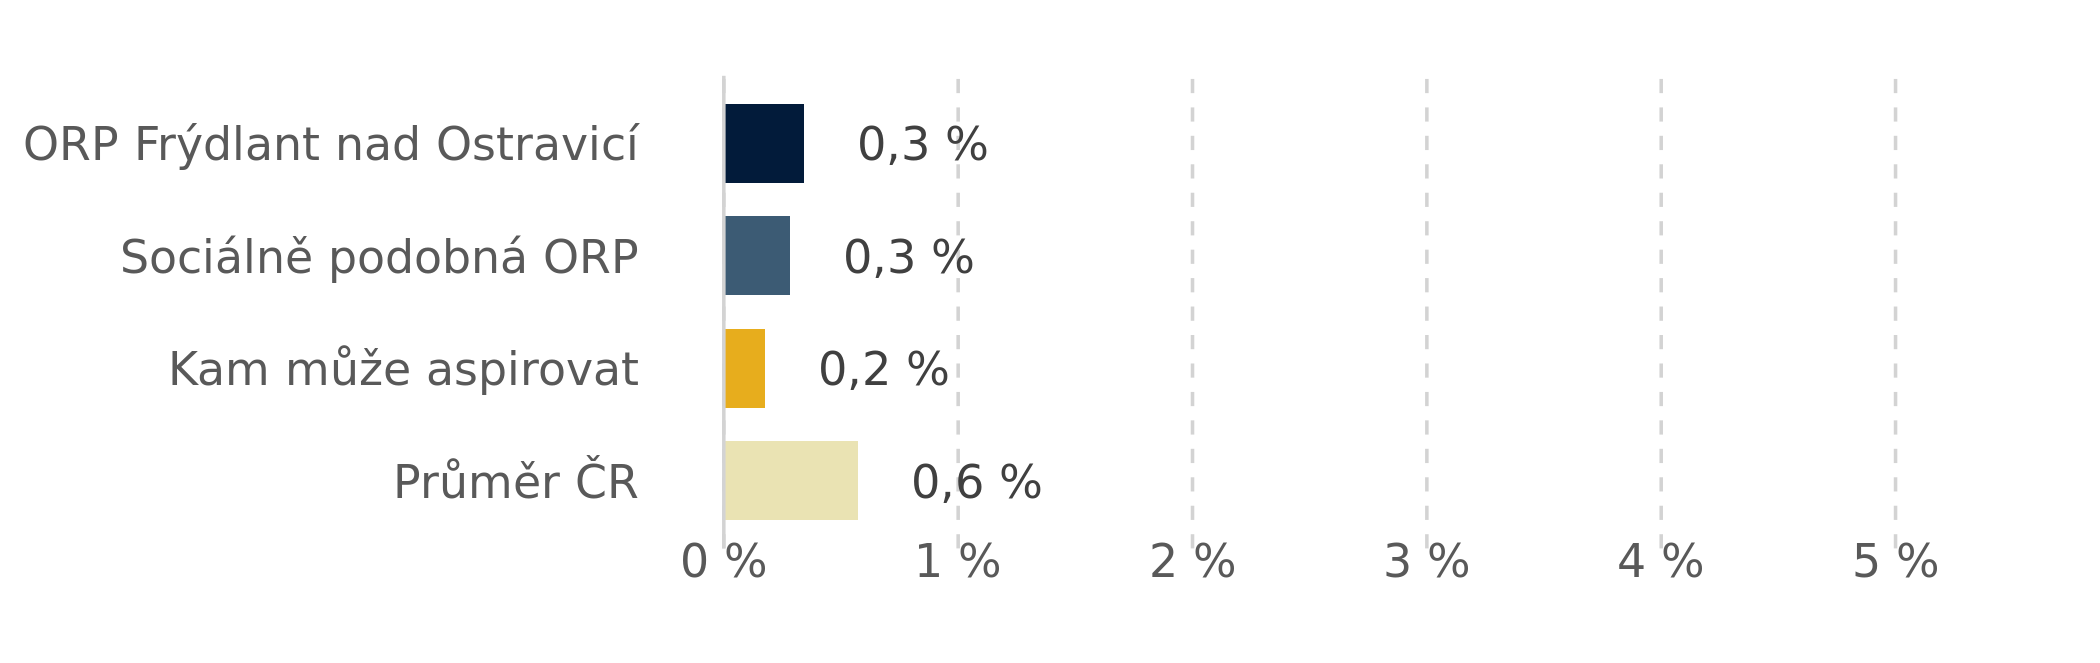 ORP Frýdlant nad Ostravicí 0,3 %
Sociálně podobná ORP 0,3 %
Kam může aspirovat 0,2 %
Průměr ČR 0,6 %
0 % 1 % 2 % 3 % 4 % 5 %